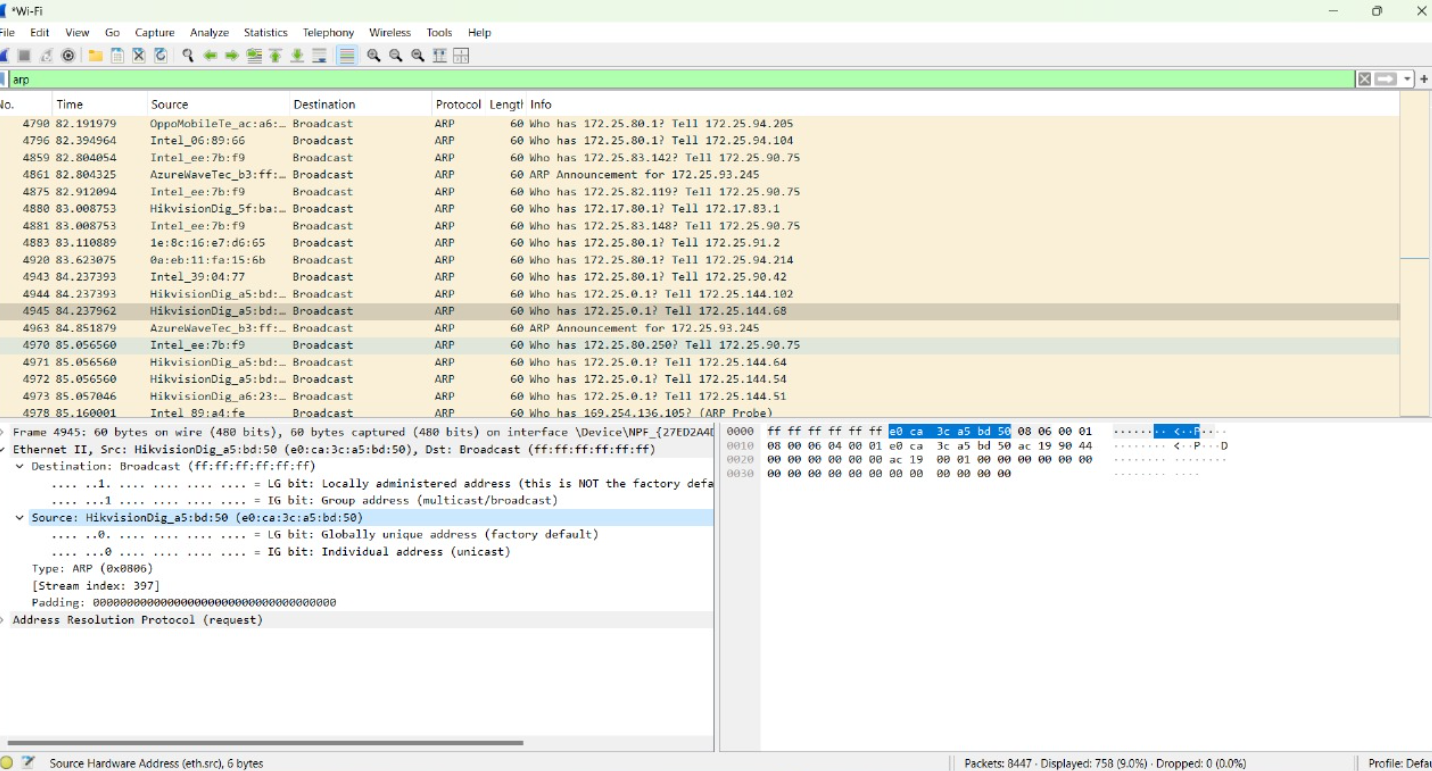 *Wi-Fi
File Edit View Go Capture Analyze Statistics Telephony Wireless Tools Help
arp
No. Time Source Destination Protocol Lengtl Info
4790 82.191979 OppoMobileTe_ac:a6:… Broadcast ARP 60 Who has 172.25.80.1? Tell 172.25.94.205
4796 82.394964 Intel_06:89:66 Broadcast ARP 60 Who has 172.25.80.1? Tell 172.25.94.104
4859 82.804054 Intel_ee:7b:f9 Broadcast ARP 60 Who has 172.25.83.142? Tell 172.25.90.75
4861 82.804325 AzureWaveTec_b3:ff:… Broadcast ARP 60 ARP Announcement for 172.25.93.245
4875 82.912094 Intel_ee:7b:f9 Broadcast ARP 60 Who has 172.25.82.119? Tell 172.25.90.75
4880 83.008753 HikvisionDig_5f:ba:… Broadcast ARP 60 Who has 172.17.80.1? Tell 172.17.83.1
4881 83.008753 Intel_ee:7b:f9 Broadcast ARP 60 Who has 172.25.83.148? Tell 172.25.90.75
4883 83.110889 1e:8c:16:e7:d6:65 Broadcast ARP 60 Who has 172.25.80.1? Tell 172.25.91.2
4920 83.623075 0a:eb:11:fa:15:6b Broadcast ARP 60 Who has 172.25.80.1? Tell 172.25.94.214
4943 84.237393 Intel_39:04:77 Broadcast ARP 60 Who has 172.25.80.1? Tell 172.25.90.42
4944 84.237393 HikvisionDig_a5:bd:… Broadcast ARP 60 Who has 172.25.0.1? Tell 172.25.144.102
4945 84.237962 HikvisionDig_a5:bd:… Broadcast ARP 60 Who has 172.25.0.1? Tell 172.25.144.68
4963 84.851879 AzureWaveTec_b3:ff:… Broadcast ARP 60 ARP Announcement for 172.25.93.245
4970 85.056560 Intel_ee:7b:f9 Broadcast ARP 60 Who has 172.25.80.250? Tell 172.25.90.75
4971 85.056560 HikvisionDig_a5:bd:… Broadcast ARP 60 Who has 172.25.0.1? Tell 172.25.144.64
4972 85.056560 HikvisionDig_a5:bd:… Broadcast ARP 60 Who has 172.25.0.1? Tell 172.25.144.54
4973 85.057046 HikvisionDig_a6:23:… Broadcast ARP 60 Who has 172.25.0.1? Tell 172.25.144.51
4978 85.160001 Intel_89:a4:fe Broadcast ARP 60 Who has 169.254.136.105? (ARP Probe)
Frame 4945: 60 bytes on wire (480 bits), 60 bytes captured (480 bits) on interface \Device\NPF_{27ED2A4D
Ethernet II, Src: HikvisionDig_a5:bd:50 (e0:ca:3c:a5:bd:50), Dst: Broadcast (ff:ff:ff:ff:ff:ff)
Destination: Broadcast (ff:ff:ff:ff:ff:ff)
.... ..1. .... .... .... .... = LG bit: Locally administered address (this is NOT the factory defa
.... ...1 .... .... .... .... = IG bit: Group address (multicast/broadcast)
Source: HikvisionDig_a5:bd:50 (e0:ca:3c:a5:bd:50)
.... ..0. .... .... .... .... = LG bit: Globally unique address (factory default)
.... ...0 .... .... .... .... = IG bit: Individual address (unicast)
Type: ARP (0x0806)
[Stream index: 397]
Padding: 000000000000000000000000000000000000
Address Resolution Protocol (request)
0000 ff ff ff ff ff ff e0 ca 3c a5 bd 50 08 06 00 01 ········ <··P····
0010 08 00 06 04 00 01 e0 ca 3c a5 bd 50 ac 19 90 44 ········ <··P···D
0020 00 00 00 00 00 00 ac 19 00 01 00 00 00 00 00 00 ········ ········
0030 00 00 00 00 00 00 00 00 00 00 00 00 ········ ····
Source Hardware Address (eth.src), 6 bytes
Packets: 8447 · Displayed: 758 (9.0%) · Dropped: 0 (0.0%)
Profile: Defau